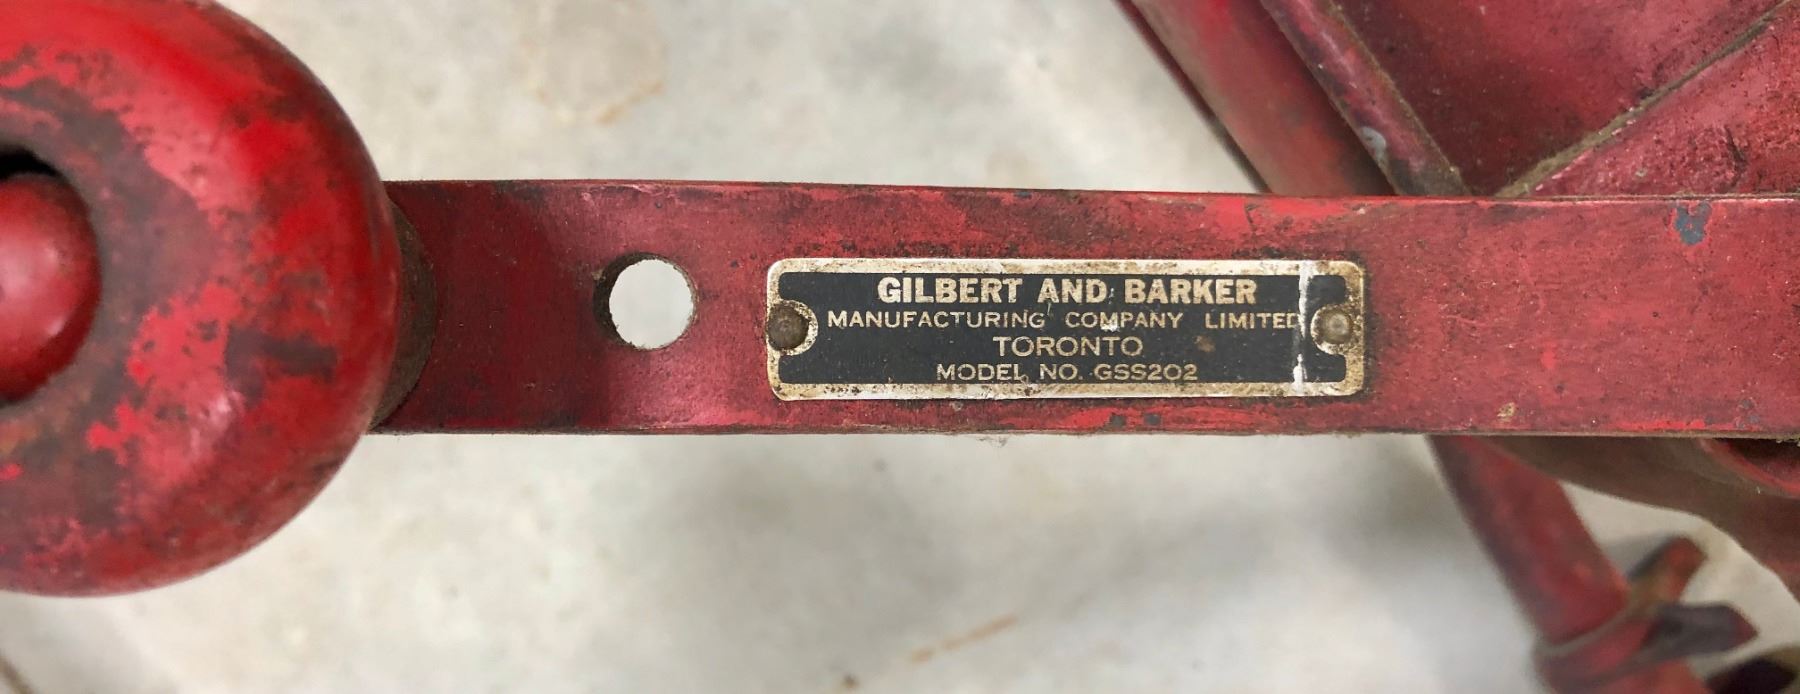 GILBERT AND BARKER
MANUFACTURING COMPANY LIMITED
TORONTO
MODEL NO. GSS202